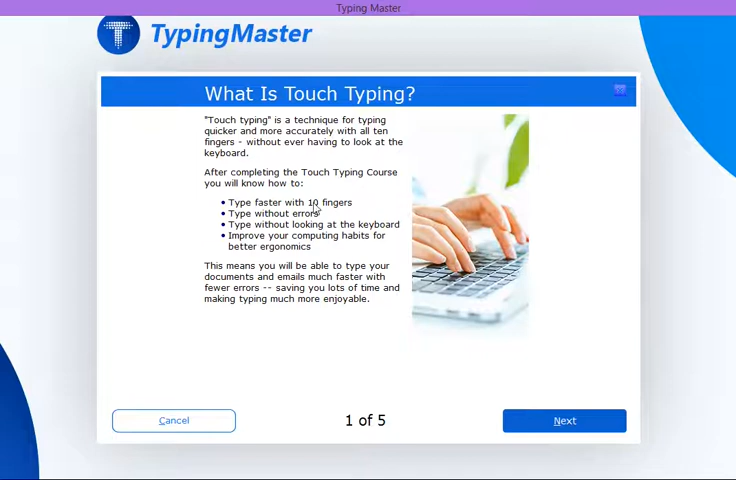 Typing Master
TypingMaster
What Is Touch Typing?
"Touch typing" is a technique for typing
quicker and more accurately with all ten
fingers - without ever having to look at the
keyboard.
After completing the Touch Typing Course
you will know how to:
• Type faster with 10 fingers
• Type without errors
• Type without looking at the keyboard
• Improve your computing habits for
better ergonomics
This means you will be able to type your
documents and emails much faster with
fewer errors -- saving you lots of time and
making typing much more enjoyable.
Cancel
1 of 5
Next